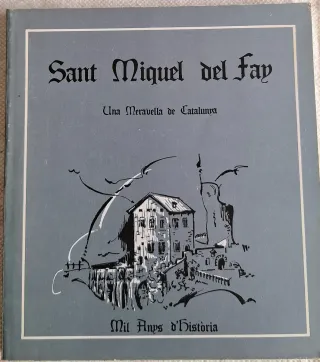 Sant Miquel del Fay
Una Meravella de Catalunya
Mil Anys d'Història